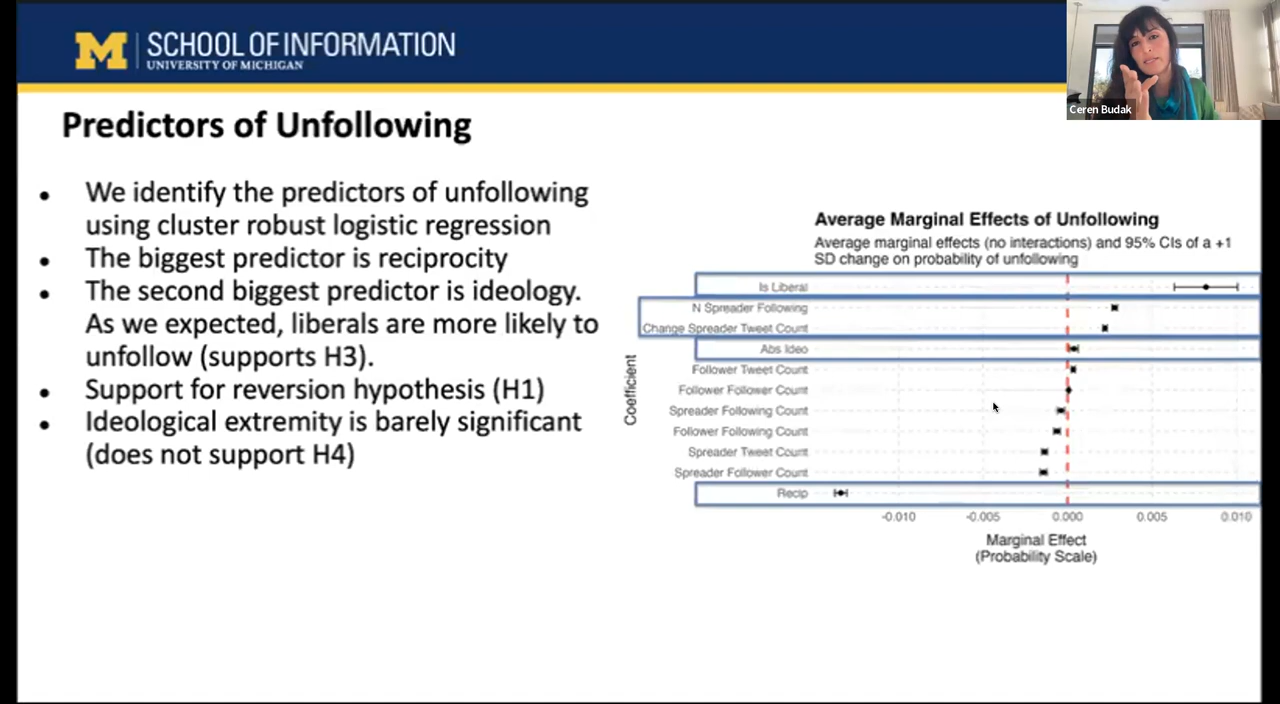 M
SCHOOL OF INFORMATION
UNIVERSITY OF MICHIGAN
Ceren Budak
Predictors of Unfollowing
• We identify the predictors of unfollowing
using cluster robust logistic regression
• The biggest predictor is reciprocity
• The second biggest predictor is ideology.
As we expected, liberals are more likely to
unfollow (supports H3).
• Support for reversion hypothesis (H1)
• Ideological extremity is barely significant
(does not support H4)
Average Marginal Effects of Unfollowing
Average marginal effects (no interactions) and 95% CIs of a +1
SD change on probability of unfollowing
Coefficient
Is Liberal
N Spreader Following
Change Spreader Tweet Count
Abs Ideo
Follower Tweet Count
Follower Follower Count
Spreader Following Count
Follower Following Count
Spreader Tweet Count
Spreader Follower Count
Recip
-0.010 -0.005 0.000 0.005 0.010
Marginal Effect
(Probability Scale)